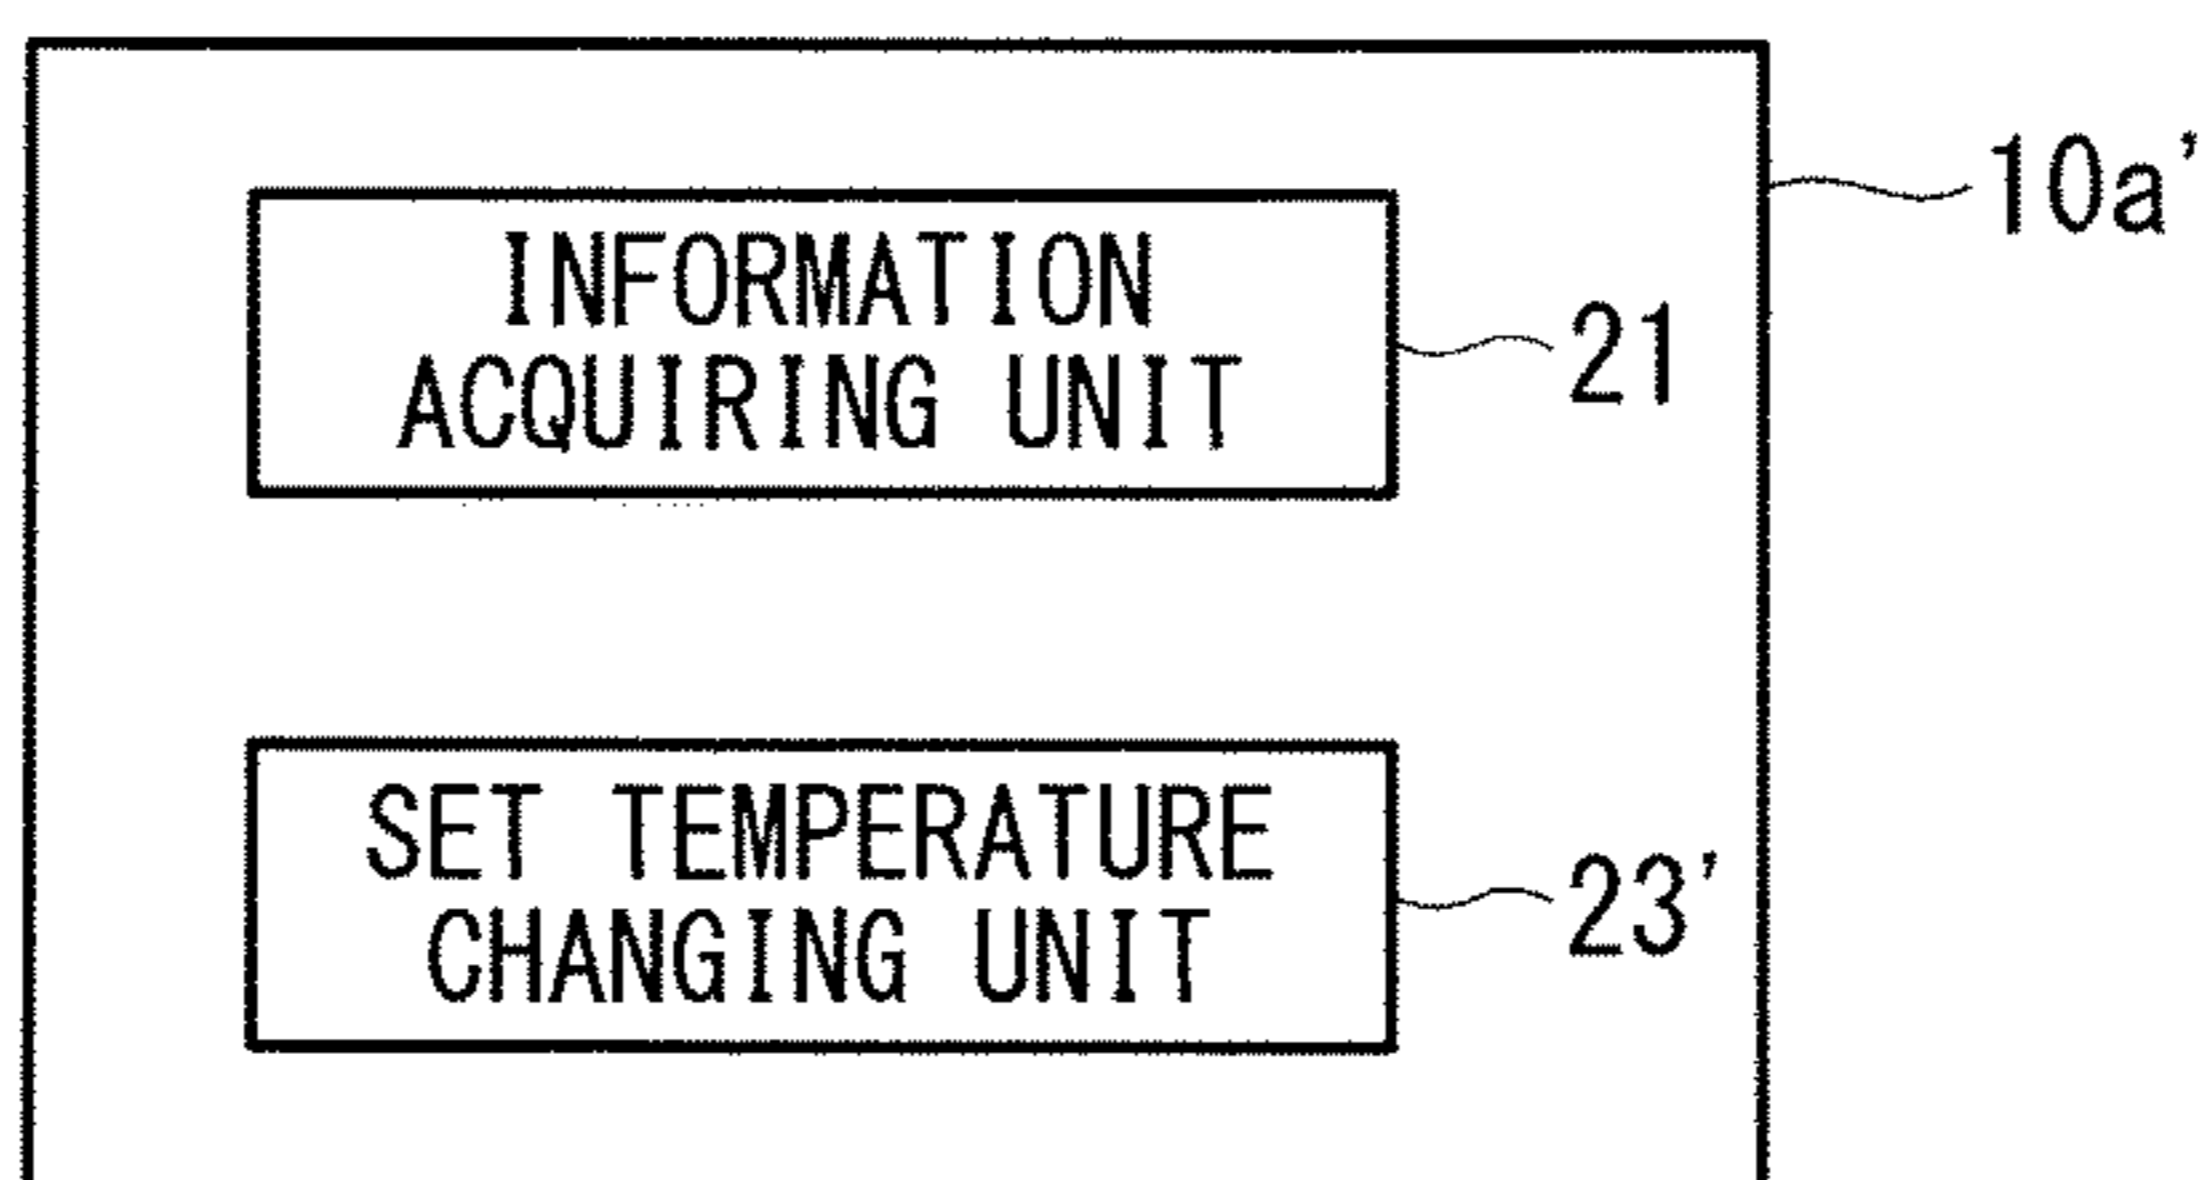 10a'
INFORMATION
ACQUIRING UNIT
21
SET TEMPERATURE
CHANGING UNIT
23'